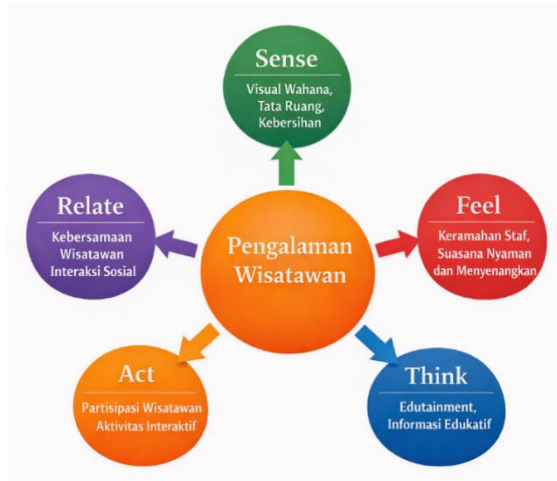 Sense
Visual Wahana,
Tata Ruang,
Kebersihan
Relate
Kebersamaan
Wisatawan
Interaksi Sosial
Pengalaman
Wisatawan
Feel
Keramahan Staf,
Suasana Nyaman
dan Menyenangkan
Act
Partisipasi Wisatawan
Aktivitas Interaktif
Think
Edutainment,
Informasi Edukatif